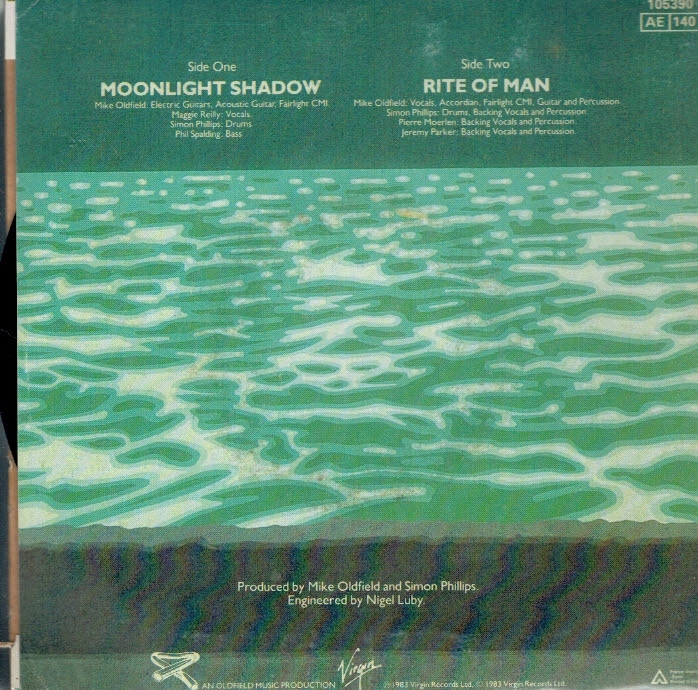 105390
AE 140
Side One
MOONLIGHT SHADOW
Mike Oldfield: Electric Guitars, Acoustic Guitar, Fairlight CMI.
Maggie Reilly: Vocals.
Simon Phillips: Drums
Phil Spalding: Bass
Side Two
RITE OF MAN
Mike Oldfield: Vocals, Accordan, Fairlight CMI, Guitar and Percussion.
Simon Phillips: Drums, Backing Vocals and Percussion.
Pierre Moerlen: Backing Vocals and Percussion.
Jeremy Parker: Backing Vocals and Percussion.
Produced by Mike Oldfield and Simon Phillips.
Engineered by Nigel Luby.
AN OLDFIELD MUSIC PRODUCTION
Virgin
℗ 1983 Virgin Records Ltd. © 1983 Virgin Records Ltd.